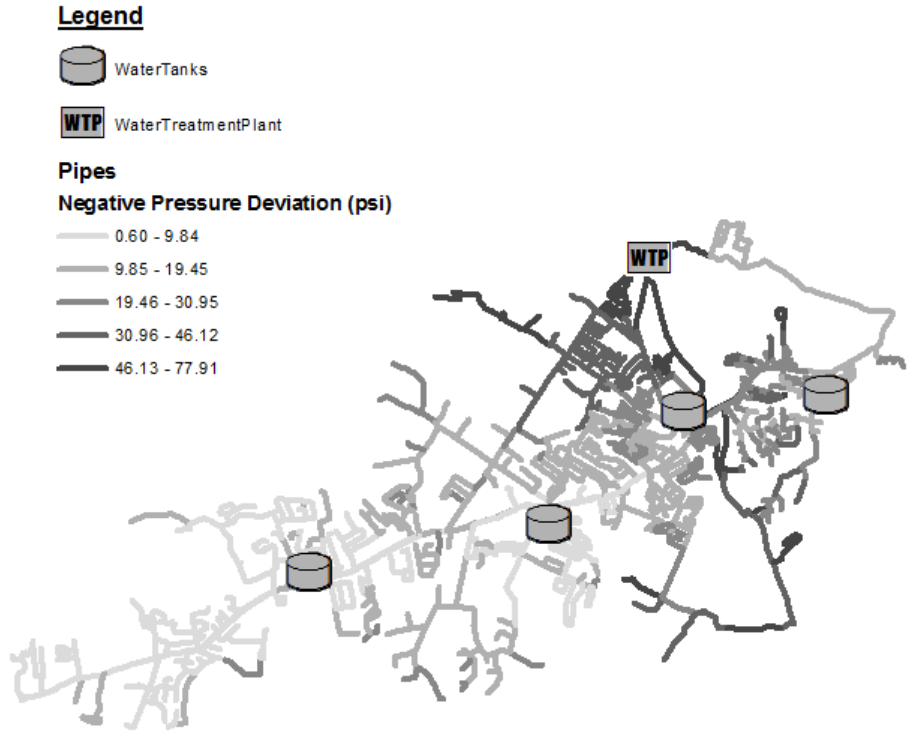 Legend
WaterTanks
WTP WaterTreatmentPlant
Pipes
Negative Pressure Deviation (psi)
0.60 - 9.84
9.85 - 19.45
19.46 - 30.95
30.96 - 46.12
46.13 - 77.91
WTP